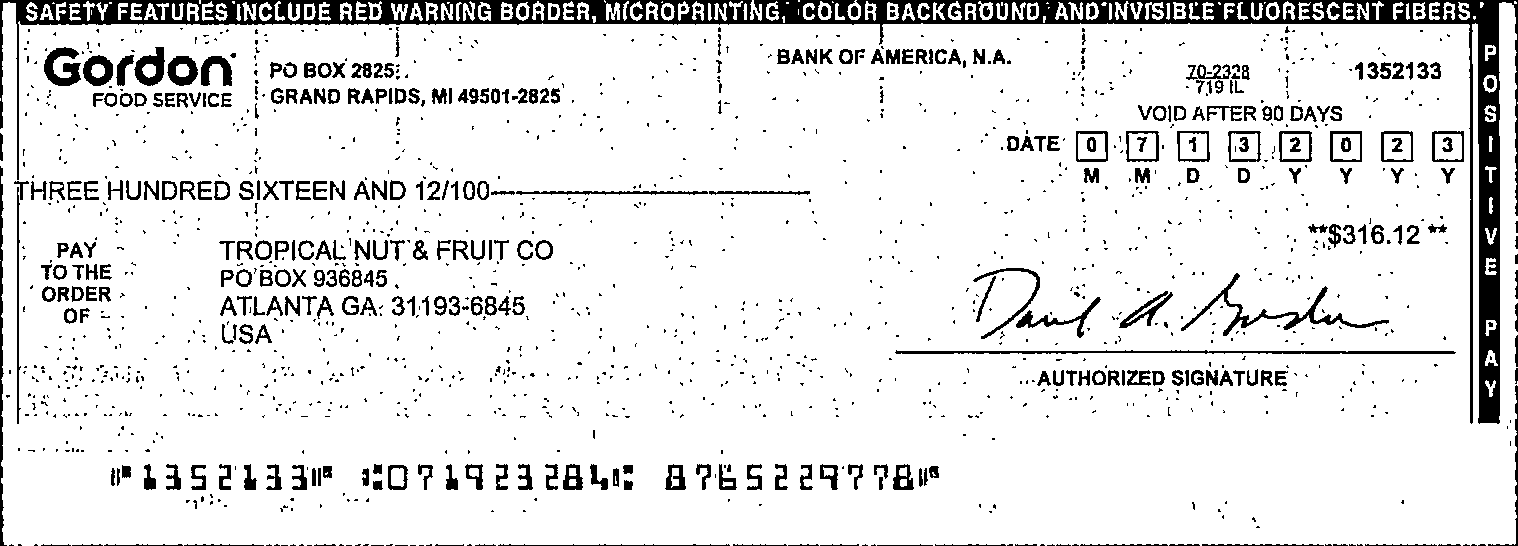 SAFETY FEATURES INCLUDE RED WARNING BORDER, MICROPRINTING, COLOR BACKGROUND, AND INVISIBLE FLUORESCENT FIBERS.
Gordon
FOOD SERVICE
PO BOX 2825
GRAND RAPIDS, MI 49501-2825
BANK OF AMERICA, N.A.
70-2328
719 IL
1352133
VOID AFTER 90 DAYS
DATE 0 7 1 3 2 0 2 3
M M D D Y Y Y Y
THREE HUNDRED SIXTEEN AND 12/100
**$316.12 **
PAY
TO THE
ORDER
OF
TROPICAL NUT & FRUIT CO
PO BOX 936845
ATLANTA GA 31193-6845
USA
David A. Gordon
AUTHORIZED SIGNATURE
POSITIVE PAY
⑈1352133⑈ ⑆071923284⑆ 8765229778⑈